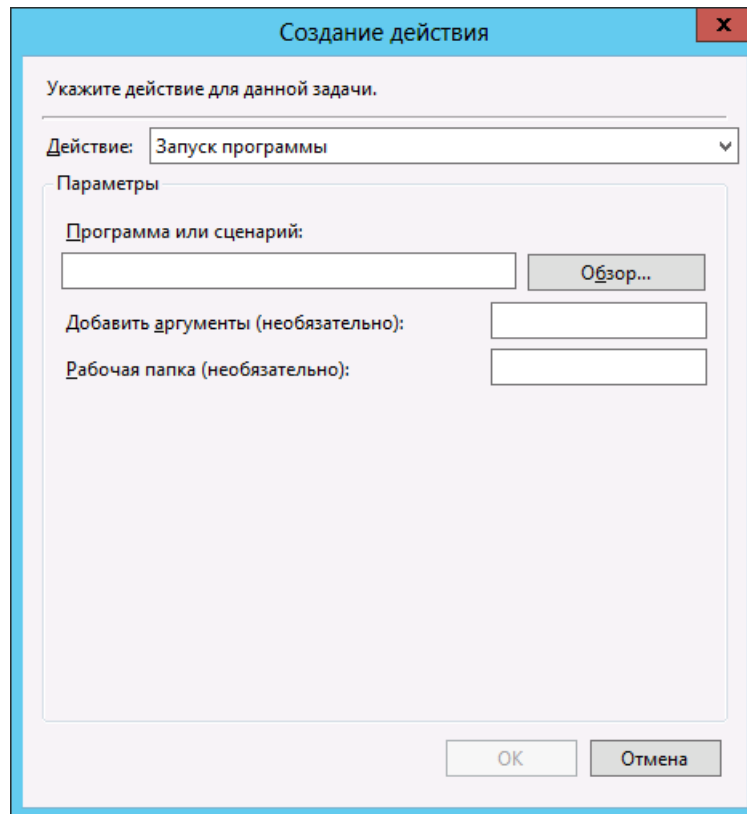 Создание действия
x
Укажите действие для данной задачи.
Действие: Запуск программы
Параметры
Программа или сценарий:
Обзор...
Добавить аргументы (необязательно):
Рабочая папка (необязательно):
ОК Отмена